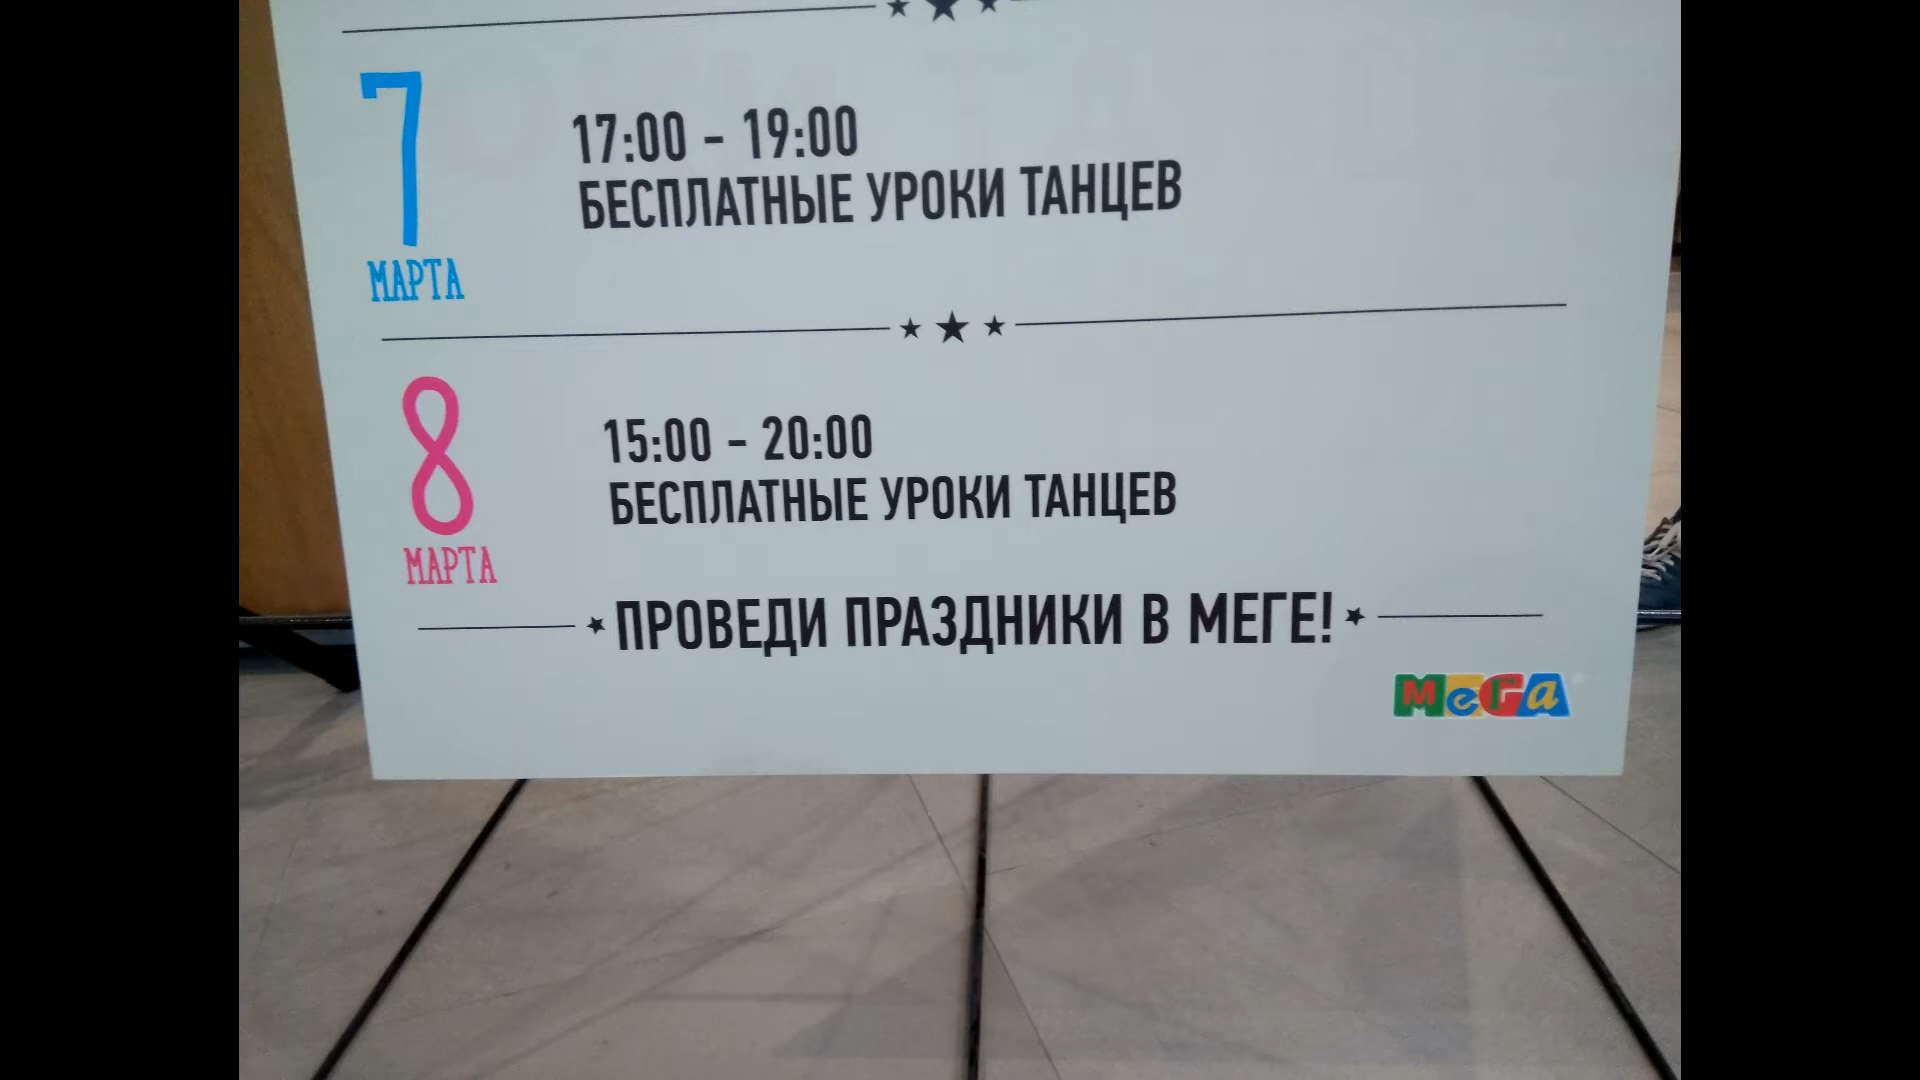 7
МАРТА
17:00 - 19:00
БЕСПЛАТНЫЕ УРОКИ ТАНЦЕВ
8
МАРТА
15:00 - 20:00
БЕСПЛАТНЫЕ УРОКИ ТАНЦЕВ
ПРОВЕДИ ПРАЗДНИКИ В МЕГЕ!
МеГа